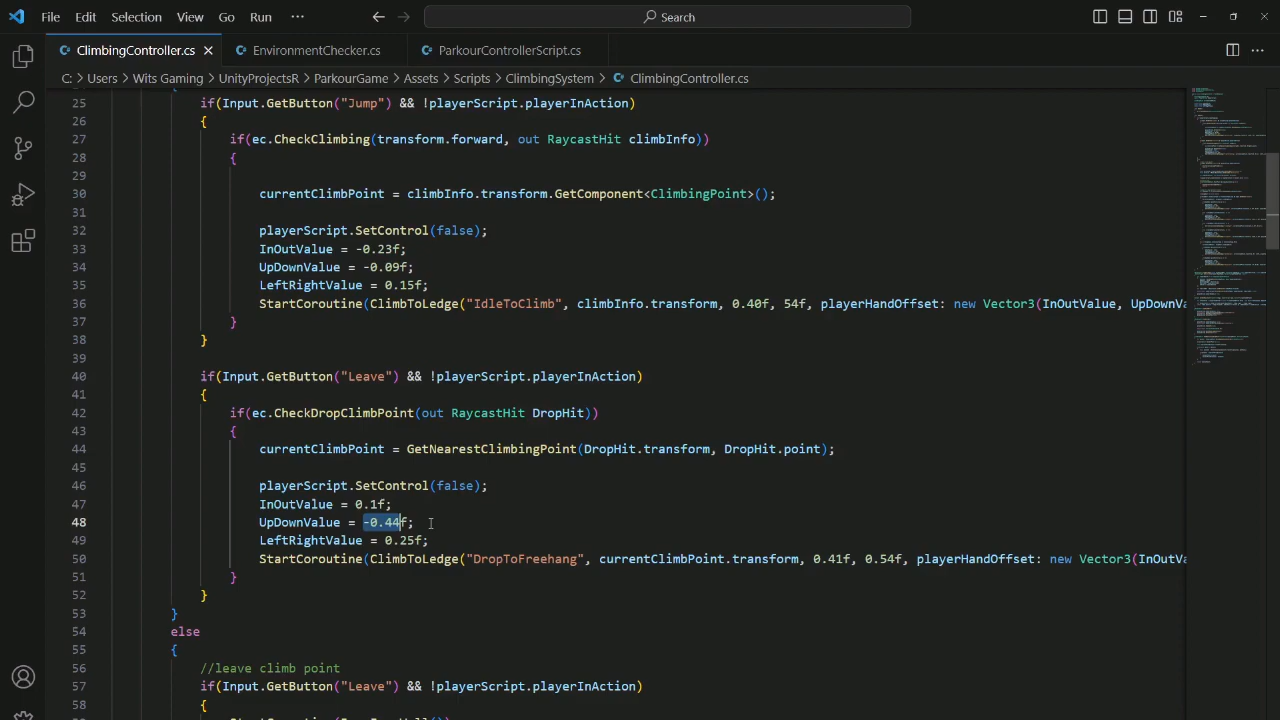 File Edit Selection View Go Run ··· Search
ClimbingController.cs EnvironmentChecker.cs ParkourControllerScript.cs
C: > Users > Wits Gaming > UnityProjectsR > ParkourGame > Assets > Scripts > ClimbingSystem > ClimbingController.cs
25 if(Input.GetButton("Jump") && !playerScript.playerInAction)
26 {
27 if(ec.CheckClimbing(transform.forward, out RaycastHit climbInfo))
28 {
29
30 currentClimbPoint = climbInfo.transform.GetComponent<ClimbingPoint>();
31
32 playerScript.SetControl(false);
33 InOutValue = -0.23f;
34 UpDownValue = -0.09f;
35 LeftRightValue = 0.15f;
36 StartCoroutine(ClimbToLedge("IdleToClimb", climbInfo.transform, 0.40f, 54f, playerHandOffset: new Vector3(InOutValue, UpDownVa
37 }
38 }
39
40 if(Input.GetButton("Leave") && !playerScript.playerInAction)
41 {
42 if(ec.CheckDropClimbPoint(out RaycastHit DropHit))
43 {
44 currentClimbPoint = GetNearestClimbingPoint(DropHit.transform, DropHit.point);
45
46 playerScript.SetControl(false);
47 InOutValue = 0.1f;
48 UpDownValue = -0.44f;
49 LeftRightValue = 0.25f;
50 StartCoroutine(ClimbToLedge("DropToFreehang", currentClimbPoint.transform, 0.41f, 0.54f, playerHandOffset: new Vector3(InOutVa
51 }
52 }
53 }
54 else
55 {
56 //leave climb point
57 if(Input.GetButton("Leave") && !playerScript.playerInAction)
58 {